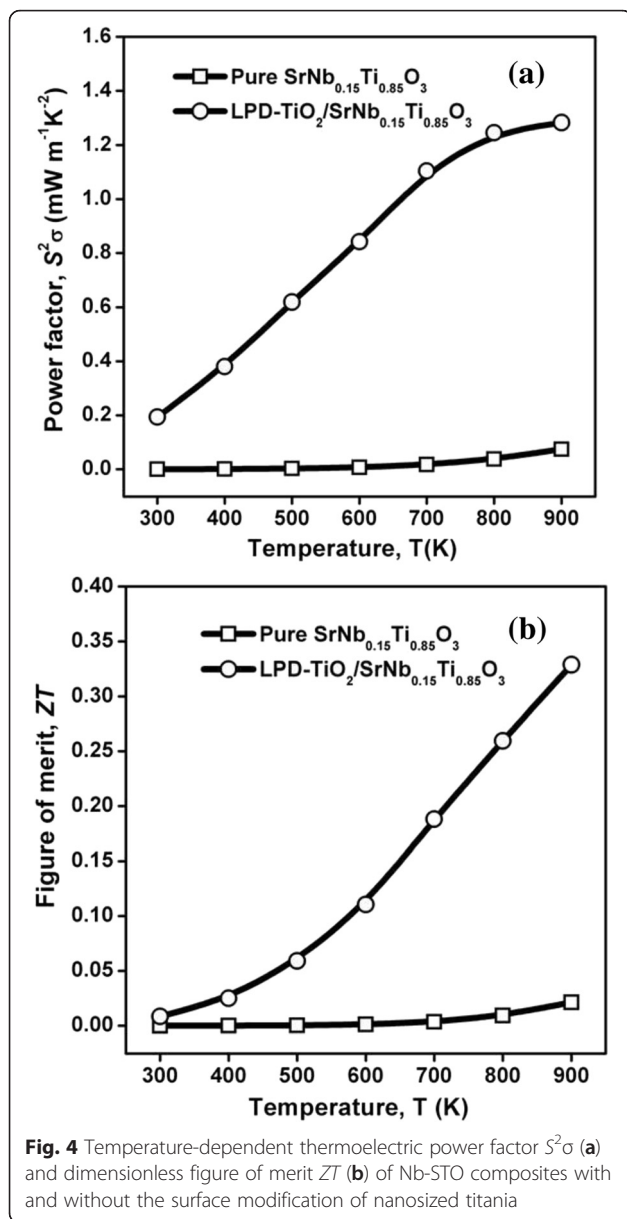 1.6
1.4
1.2
1.0
0.8
0.6
0.4
0.2
0.0
Power factor, S²σ (mW m⁻¹K⁻²)
Pure SrNb₀.₁₅Ti₀.₈₅O₃
LPD-TiO₂/SrNb₀.₁₅Ti₀.₈₅O₃
(a)
300 400 500 600 700 800 900
Temperature, T(K)
0.40
0.35
0.30
0.25
0.20
0.15
0.10
0.05
0.00
Figure of merit, ZT
Pure SrNb₀.₁₅Ti₀.₈₅O₃
LPD-TiO₂/SrNb₀.₁₅Ti₀.₈₅O₃
(b)
300 400 500 600 700 800 900
Temperature, T (K)
Fig. 4 Temperature-dependent thermoelectric power factor S²σ (a)
and dimensionless figure of merit ZT (b) of Nb-STO composites with
and without the surface modification of nanosized titania